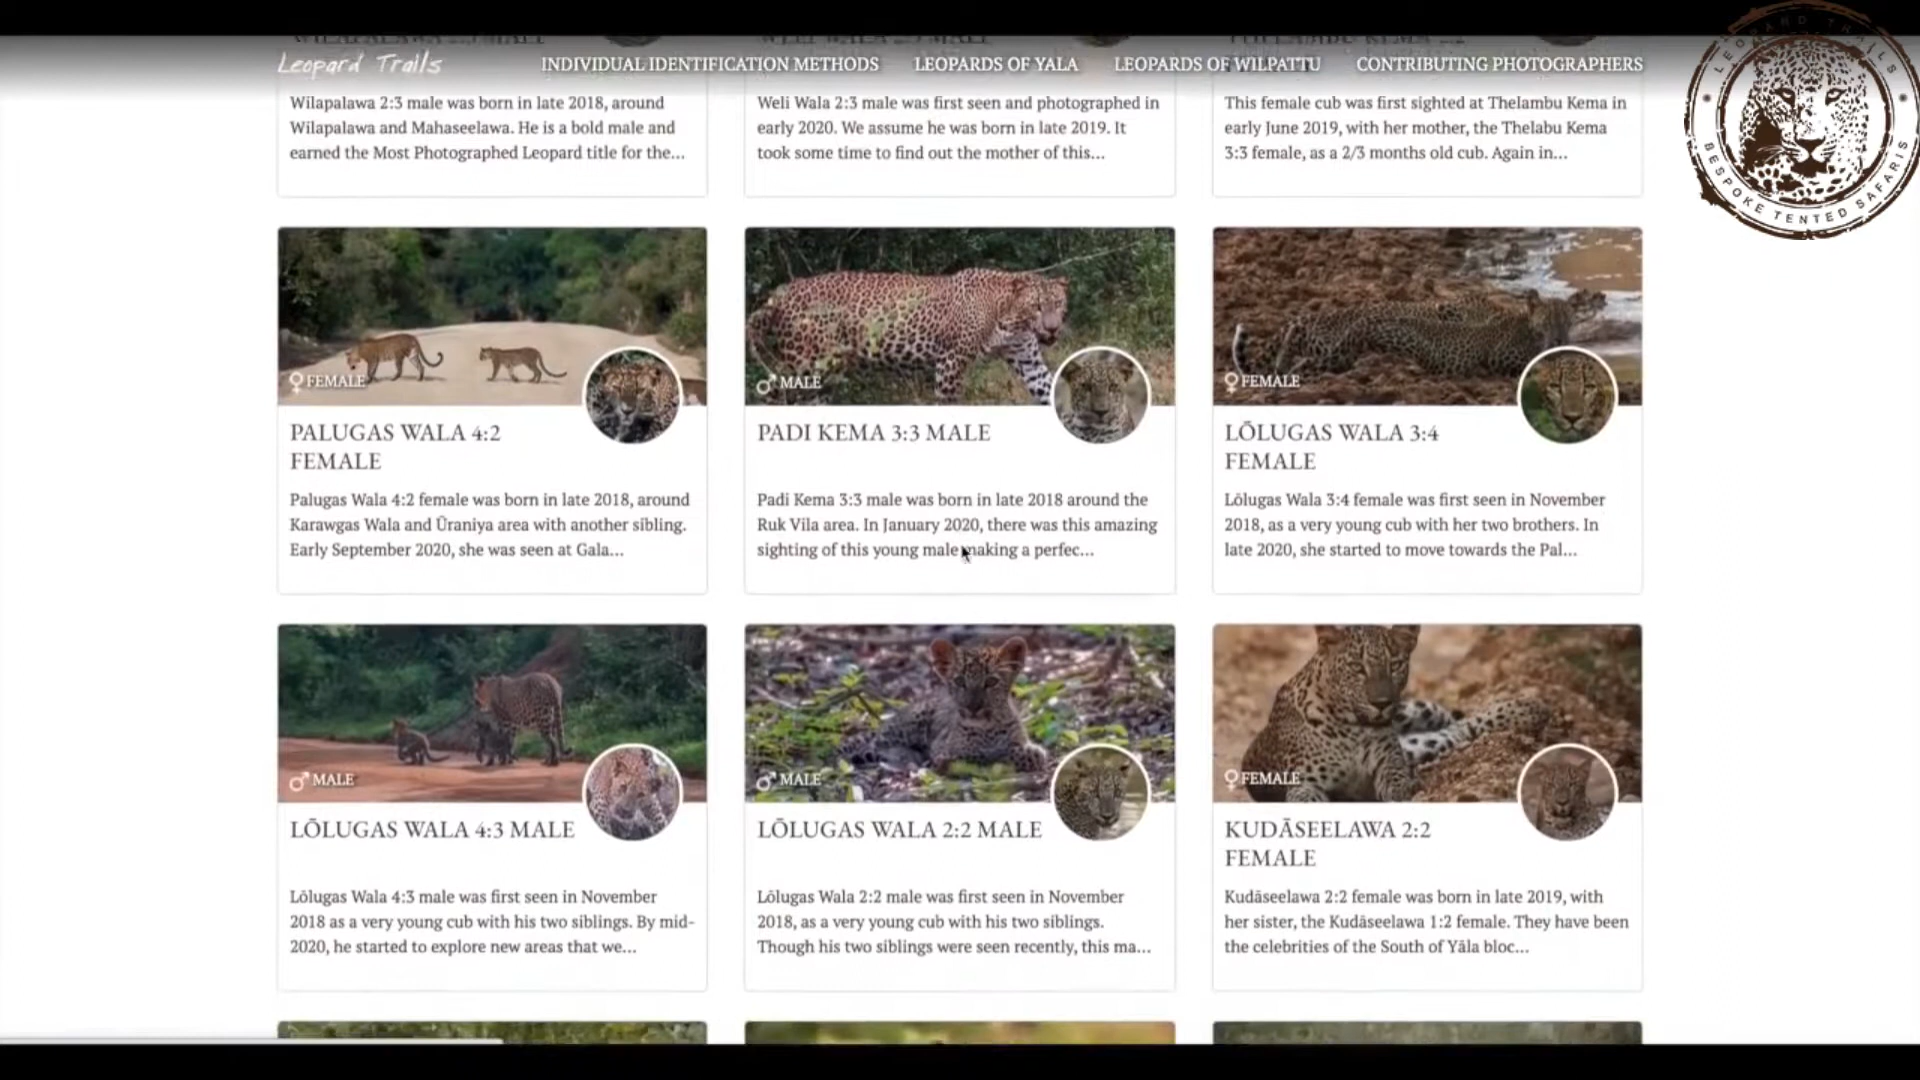 Leopard Trails
INDIVIDUAL IDENTIFICATION METHODS
LEOPARDS OF YALA
LEOPARDS OF WILPATTU
CONTRIBUTING PHOTOGRAPHERS
LEOPARD TRAILS
BESPOKE TENTED SAFARIS
Wilapalawa 2:3 male was born in late 2018, around
Wilapalawa and Mahaseelawa. He is a bold male and
earned the Most Photographed Leopard title for the...
Weli Wala 2:3 male was first seen and photographed in
early 2020. We assume he was born in late 2019. It
took some time to find out the mother of this...
This female cub was first sighted at Thelambu Kema in
early June 2019, with her mother, the Thelabu Kema
3:3 female, as a 2/3 months old cub. Again in...
♀ FEMALE
PALUGAS WALA 4:2
FEMALE
Palugas Wala 4:2 female was born in late 2018, around
Karawgas Wala and Ūraniya area with another sibling.
Early September 2020, she was seen at Gala...
♂ MALE
PADI KEMA 3:3 MALE
Padi Kema 3:3 male was born in late 2018 around the
Ruk Vila area. In January 2020, there was this amazing
sighting of this young male making a perfec...
♀ FEMALE
LŌLUGAS WALA 3:4
FEMALE
Lōlugas Wala 3:4 female was first seen in November
2018, as a very young cub with her two brothers. In
late 2020, she started to move towards the Pal...
♂ MALE
LŌLUGAS WALA 4:3 MALE
Lōlugas Wala 4:3 male was first seen in November
2018 as a very young cub with his two siblings. By mid-
2020, he started to explore new areas that we...
♂ MALE
LŌLUGAS WALA 2:2 MALE
Lōlugas Wala 2:2 male was first seen in November
2018, as a very young cub with his two siblings.
Though his two siblings were seen recently, this ma...
♀ FEMALE
KUDĀSEELAWA 2:2
FEMALE
Kudāseelawa 2:2 female was born in late 2019, with
her sister, the Kudāseelawa 1:2 female. They have been
the celebrities of the South of Yāla bloc...